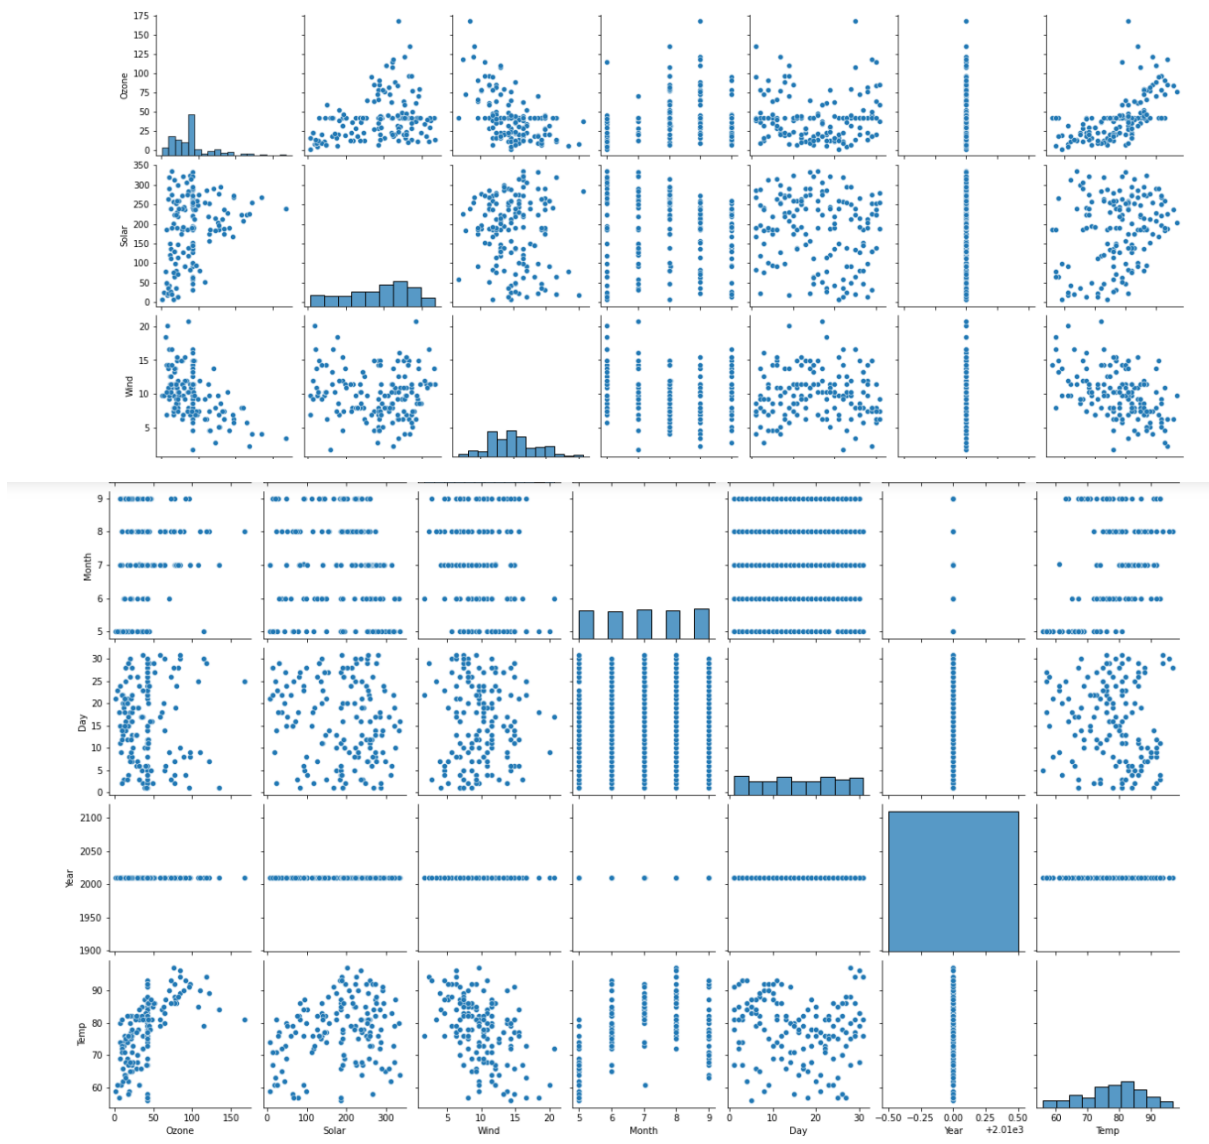 175
150
125
100
75
50
25
0
Ozone
350
300
250
200
150
100
50
0
Solar
20
15
10
5
Wind
9
8
7
6
5
Month
30
25
20
15
10
5
0
Day
2100
2050
2000
1950
1900
Year
90
80
70
60
Temp
0 50 100 150
0 100 200 300
5 10 15 20
5 6 7 8 9
0 10 20 30
−0.50 −0.25 0.00 0.25 0.50
60 70 80 90
+2.01e3
Ozone Solar Wind Month Day Year Temp